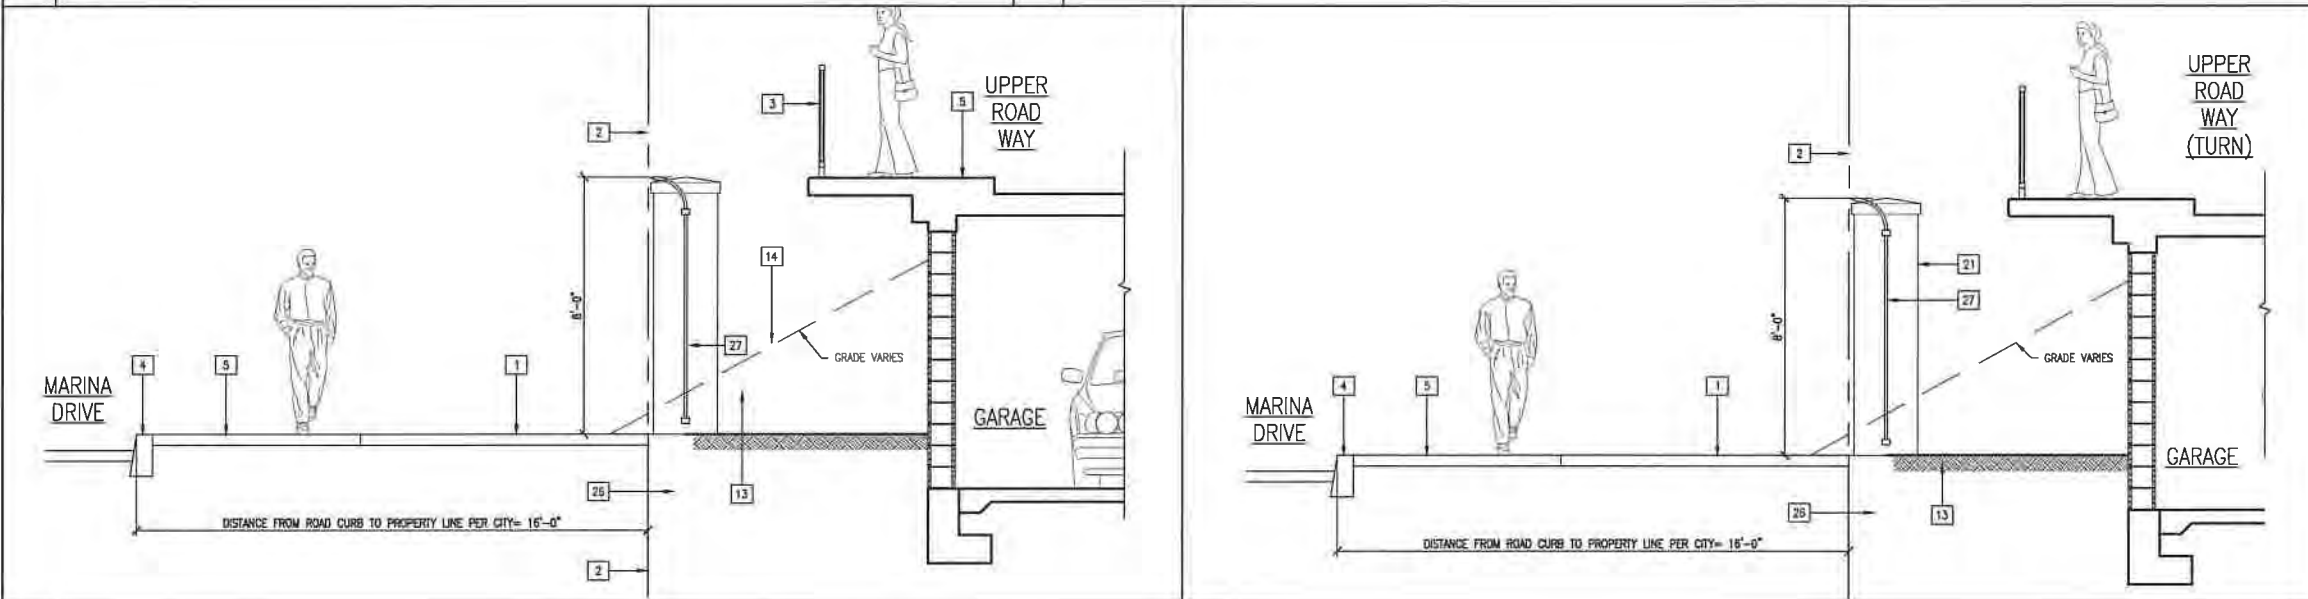 3
5
UPPER
ROAD
WAY
2
8'-0"
14
27
GRADE VARIES
4
5
1
MARINA
DRIVE
GARAGE
26
13
DISTANCE FROM ROAD CURB TO PROPERTY LINE PER CITY= 16'-0"
2
UPPER
ROAD
WAY
(TURN)
2
21
27
8'-0"
GRADE VARIES
4
5
1
MARINA
DRIVE
GARAGE
26
13
DISTANCE FROM ROAD CURB TO PROPERTY LINE PER CITY= 16'-0"